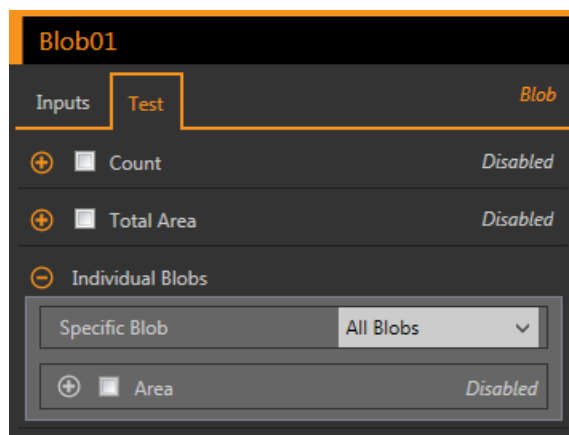 Blob01
Inputs Test Blob
Count Disabled
Total Area Disabled
Individual Blobs
Specific Blob All Blobs
Area Disabled